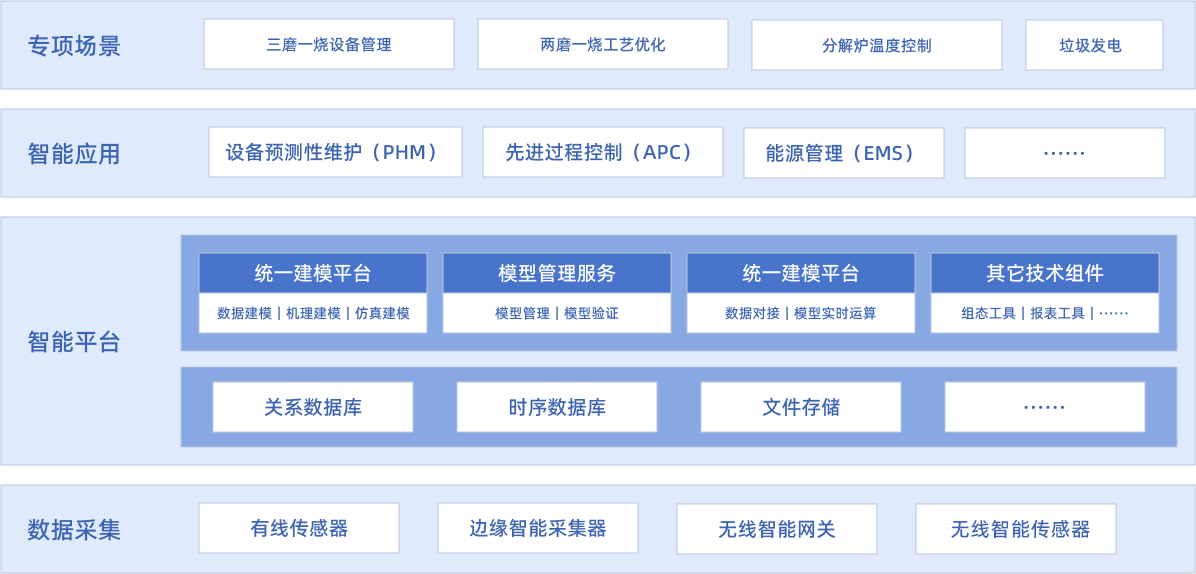 专项场景
三磨一烧设备管理
两磨一烧工艺优化
分解炉温度控制
垃圾发电
智能应用
设备预测性维护（PHM）
先进过程控制（APC）
能源管理（EMS）
······
智能平台
统一建模平台
模型管理服务
统一建模平台
其它技术组件
数据建模丨机理建模丨仿真建模
模型管理丨模型验证
数据对接丨模型实时运算
组态工具丨报表工具丨······
关系数据库
时序数据库
文件存储
······
数据采集
有线传感器
边缘智能采集器
无线智能网关
无线智能传感器